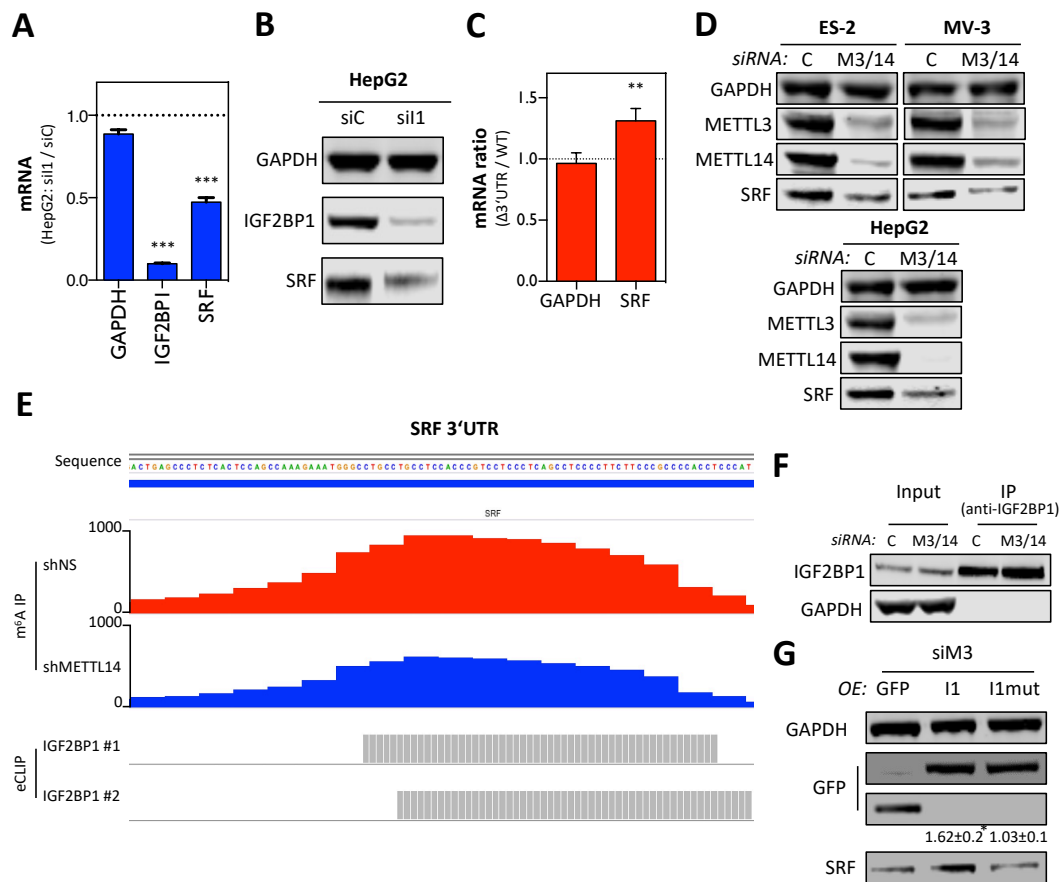 A
mRNA
(HepG2: siI1 / siC)
1.0
0.5
0.0
***
***
GAPDH
IGF2BP1
SRF
B
HepG2
siC siI1
GAPDH
IGF2BP1
SRF
C
mRNA ratio
(Δ3'UTR / WT)
1.5
1.0
0.5
0.0
**
GAPDH SRF
D
ES-2 MV-3
siRNA: C M3/14 C M3/14
GAPDH
METTL3
METTL14
SRF
HepG2
siRNA: C M3/14
GAPDH
METTL3
METTL14
SRF
E
SRF 3‘UTR
Sequence
ACTGAGCCCTCTCACTCCAGCCAAAGAAATGGGCCTGCCTGCCTCCACCCGTCCTCCCTCAGCCTCCCCTTCTTCCCGCCCCACCTCCCAT
SRF
1000
shNS
0
m⁶A IP
1000
shMETTL14
0
eCLIP
IGF2BP1 #1
IGF2BP1 #2
F
Input IP
(anti-IGF2BP1)
siRNA: C M3/14 C M3/14
IGF2BP1
GAPDH
G
siM3
OE: GFP I1 I1mut
GAPDH
GFP
*
1.62±0.2 1.03±0.1
SRF